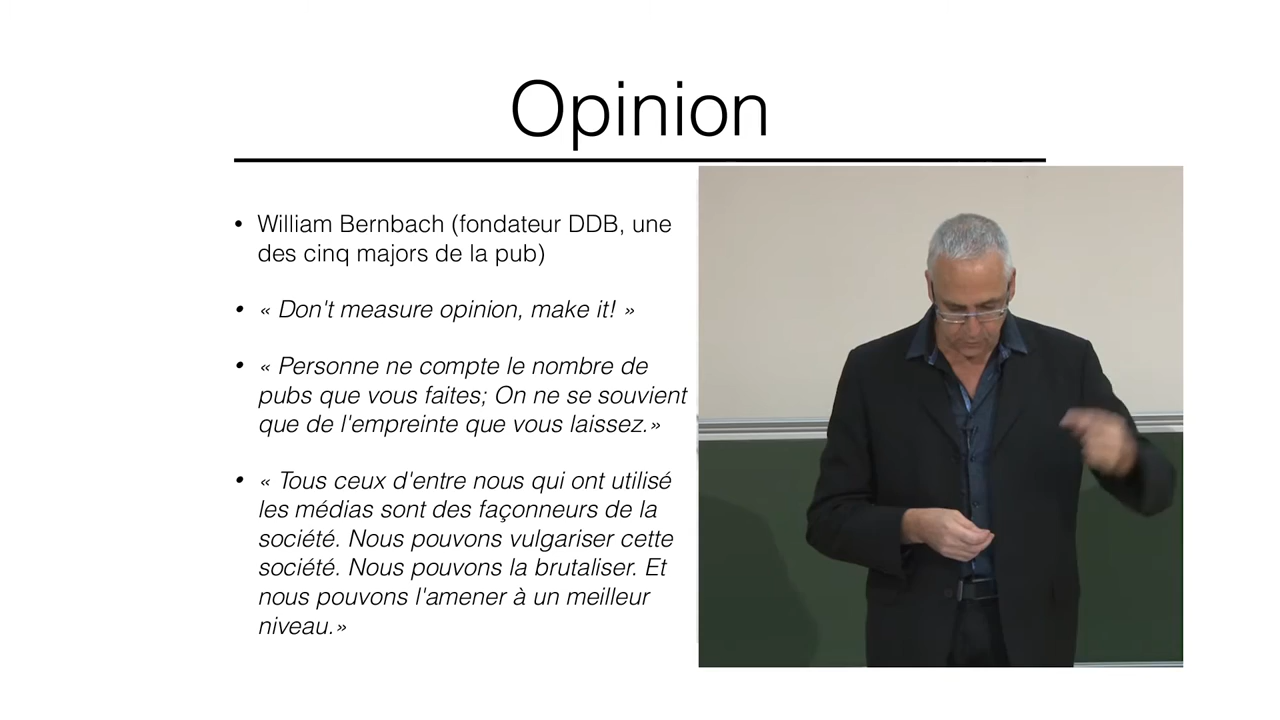 Opinion
• William Bernbach (fondateur DDB, une
des cinq majors de la pub)
• « Don't measure opinion, make it! »
• « Personne ne compte le nombre de
pubs que vous faites; On ne se souvient
que de l'empreinte que vous laissez.»
• « Tous ceux d'entre nous qui ont utilisé
les médias sont des façonneurs de la
société. Nous pouvons vulgariser cette
société. Nous pouvons la brutaliser. Et
nous pouvons l'amener à un meilleur
niveau.»